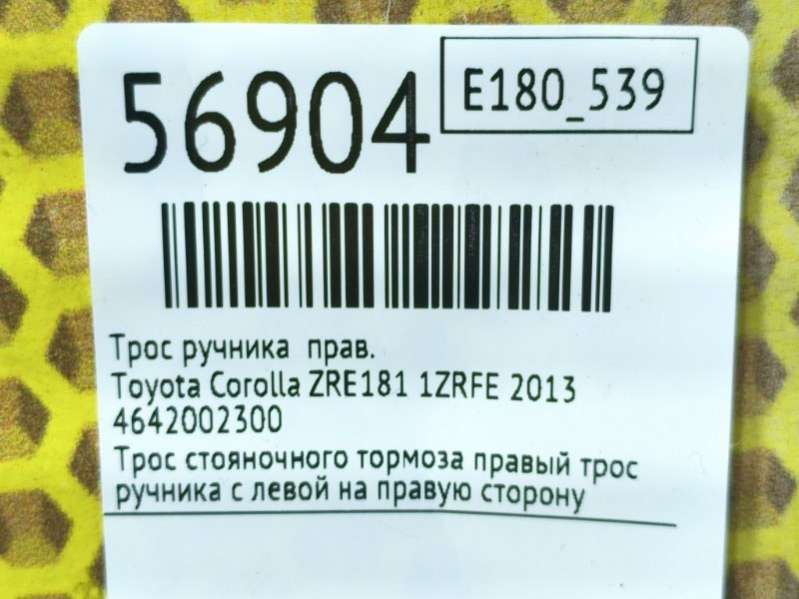 56904
E180_539
Трос ручника прав.
Toyota Corolla ZRE181 1ZRFE 2013
4642002300
Трос стояночного тормоза правый трос
ручника с левой на правую сторону